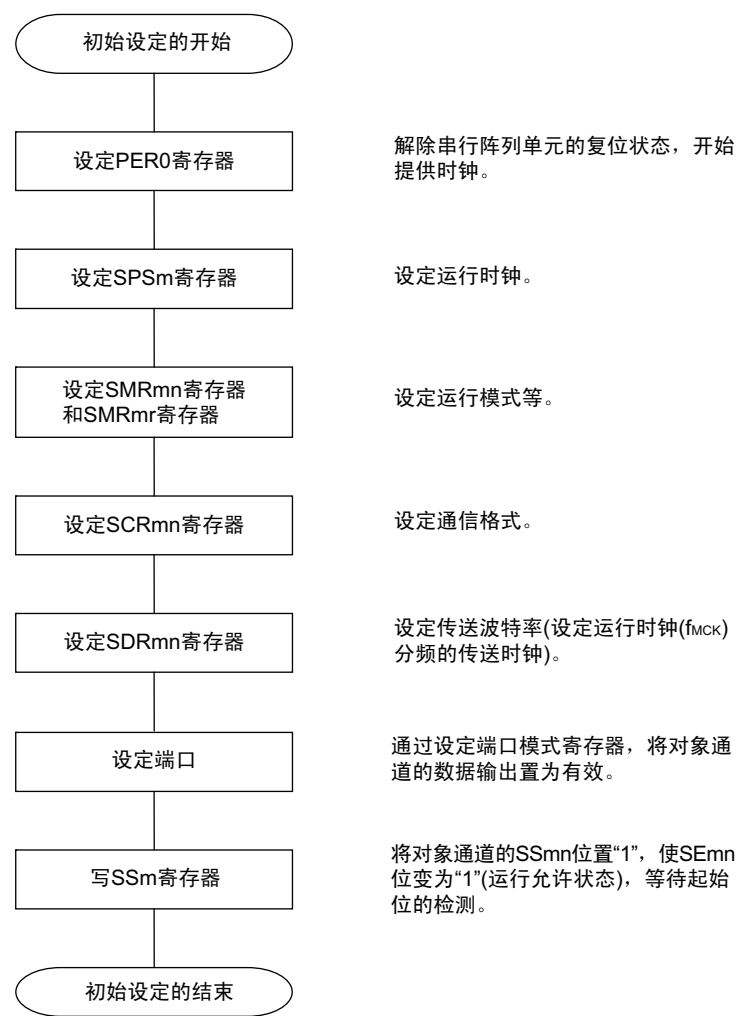 初始设定的开始
设定PER0寄存器
解除串行阵列单元的复位状态，开始
提供时钟。
设定SPSm寄存器
设定运行时钟。
设定SMRmn寄存器
和SMRmr寄存器
设定运行模式等。
设定SCRmn寄存器
设定通信格式。
设定SDRmn寄存器
设定传送波特率(设定运行时钟(fMCK)
分频的传送时钟)。
设定端口
通过设定端口模式寄存器，将对象通
道的数据输出置为有效。
写SSm寄存器
将对象通道的SSmn位置“1”，使SEmn
位变为“1”(运行允许状态)，等待起始
位的检测。
初始设定的结束